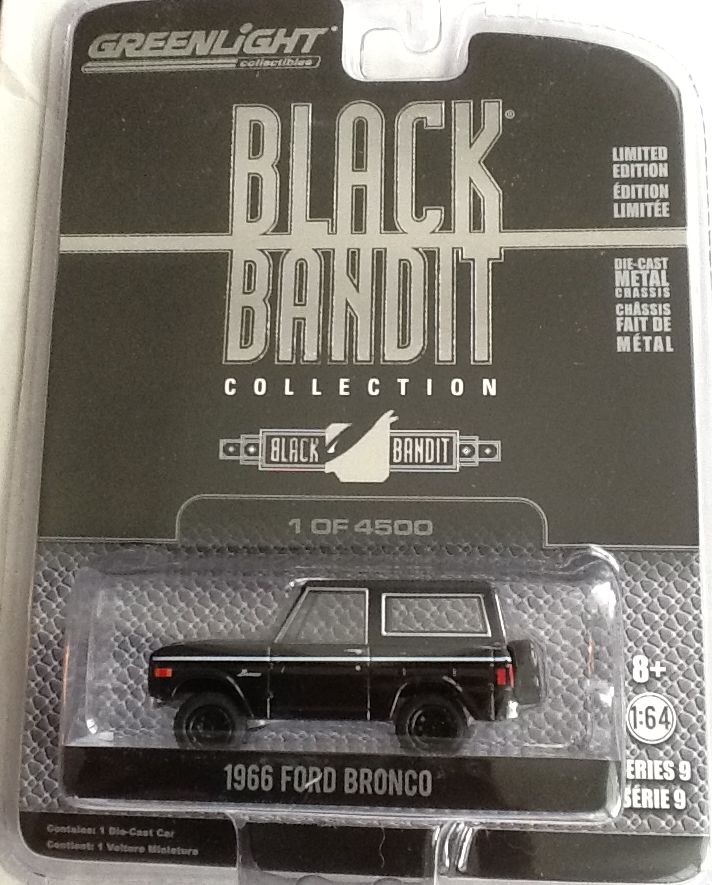 GREENLiGHT
collectibles
BLACK
BANDIT
®
COLLECTION
LIMITED
EDITION
ÉDITION
LIMITÉE
DIE-CAST
METAL
CHASSIS
CHÂSSIS
FAIT DE
MÉTAL
BLACK BANDIT
1 OF 4500
Bronco
8+
1:64
1966 FORD BRONCO
ERIES 9
SÉRIE 9
Contains: 1 Die-Cast Car
Contient: 1 Voiture Miniature